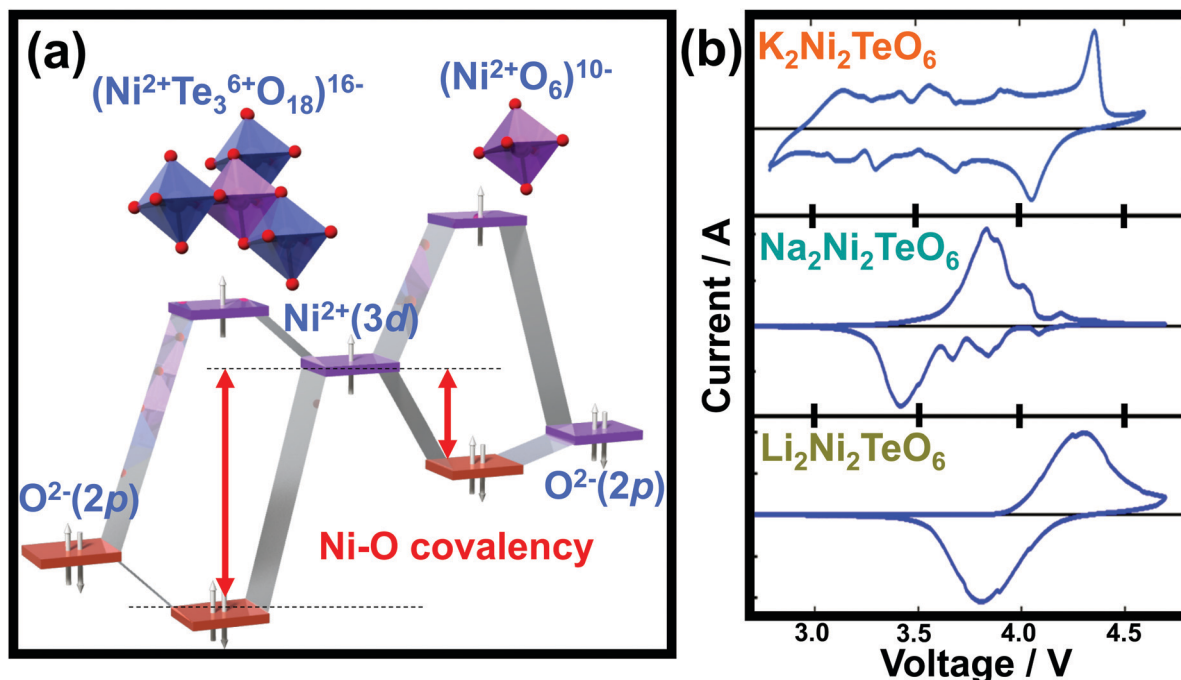 (a)
(Ni²⁺Te₃⁶⁺O₁₈)¹⁶⁻
(Ni²⁺O₆)¹⁰⁻
Ni²⁺(3d)
O²⁻(2p)
O²⁻(2p)
Ni-O covalency
(b)
K₂Ni₂TeO₆
Na₂Ni₂TeO₆
Li₂Ni₂TeO₆
Current / A
3.0 3.5 4.0 4.5
Voltage / V